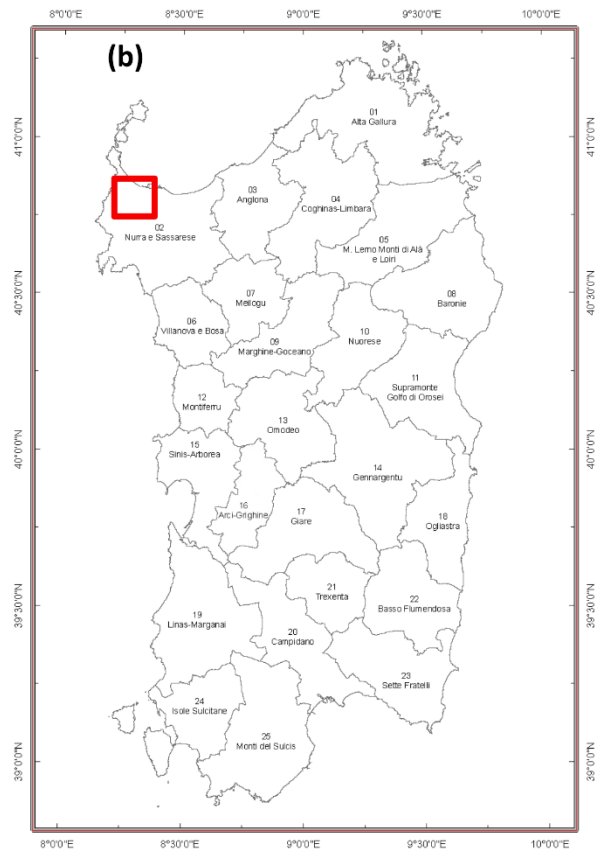 8°0'0"E 8°30'0"E 9°0'0"E 9°30'0"E 10°0'0"E
(b)
01
Alta Gallura
41°0'0"N
41°0'0"N
03
Anglona
04
Coghinas-Limbara
02
Nurra e Sassarese
05
M. Lerno Monti di Alà
e Loiri
07
Meilogu
08
Baronie
40°30'0"N
40°30'0"N
06
Villanova e Bosa
10
Nuorese
09
Marghine-Goceano
11
Supramonte
Golfo di Orosei
12
Montiferru
13
Omodeo
15
Sinis-Arborea
40°0'0"N
40°0'0"N
14
Gennargentu
16
Arci-Grighine
17
Giare
18
Ogliastra
21
Trexenta
22
Basso Flumendosa
39°30'0"N
39°30'0"N
19
Linas-Marganai
20
Campidano
23
Sette Fratelli
24
Isole Sulcitane
25
Monti del Sulcis
39°0'0"N
39°0'0"N
8°0'0"E 8°30'0"E 9°0'0"E 9°30'0"E 10°0'0"E